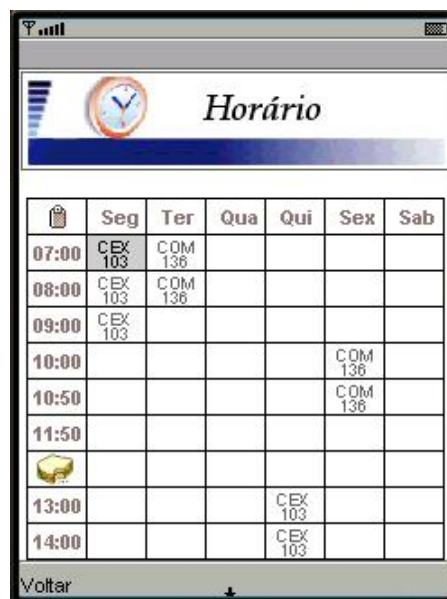 Horário
Seg Ter Qua Qui Sex Sab
07:00 CEX 103 COM 136
08:00 CEX 103 COM 136
09:00 CEX 103
10:00 COM 136
10:50 COM 136
11:50
13:00 CEX 103
14:00 CEX 103
Voltar